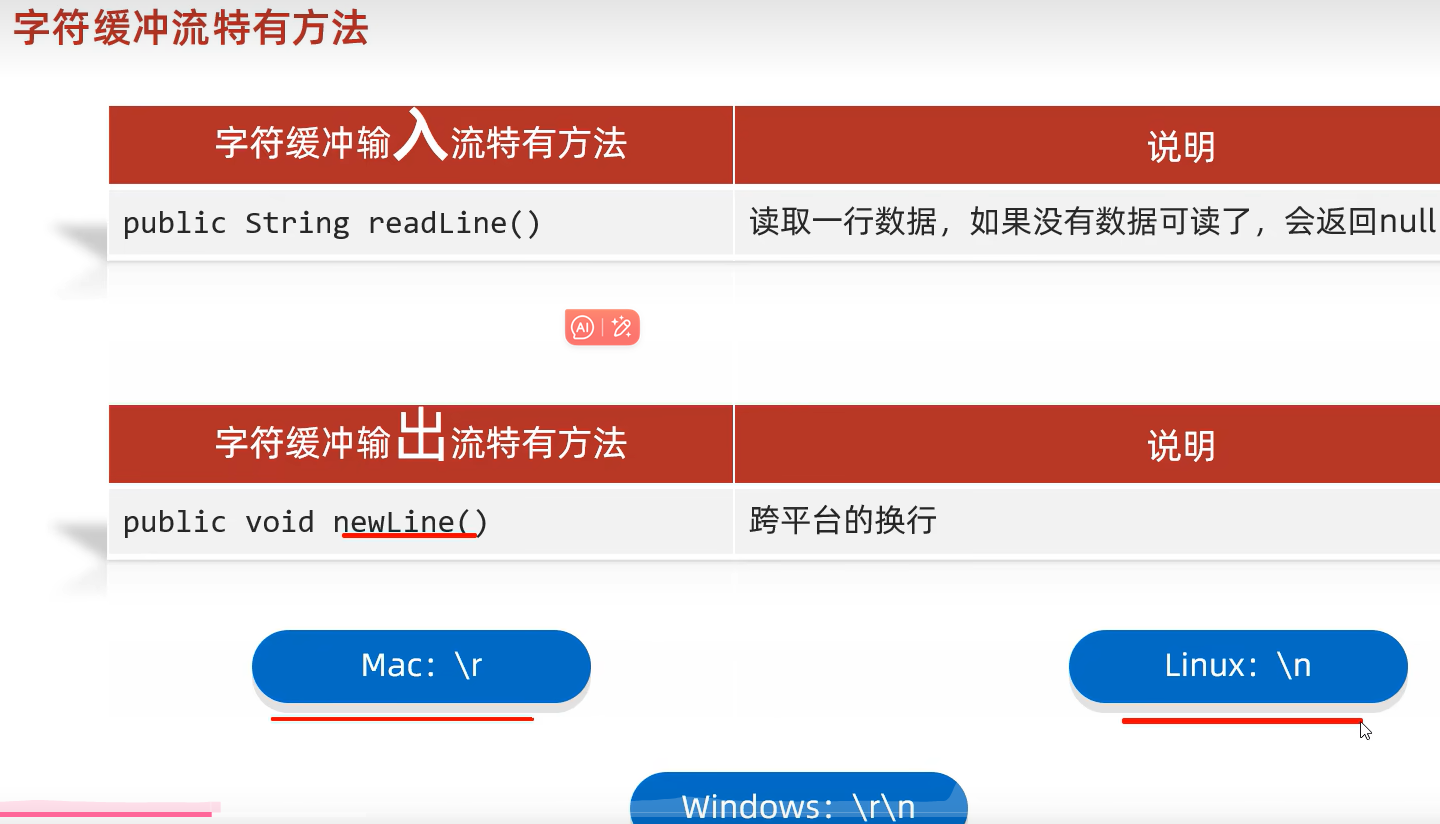 字符缓冲流特有方法
字符缓冲输入流特有方法 说明
public String readLine() 读取一行数据，如果没有数据可读了，会返回null
AI
字符缓冲输出流特有方法 说明
public void newLine() 跨平台的换行
Mac：\r Linux：\n
Windows：\r\n